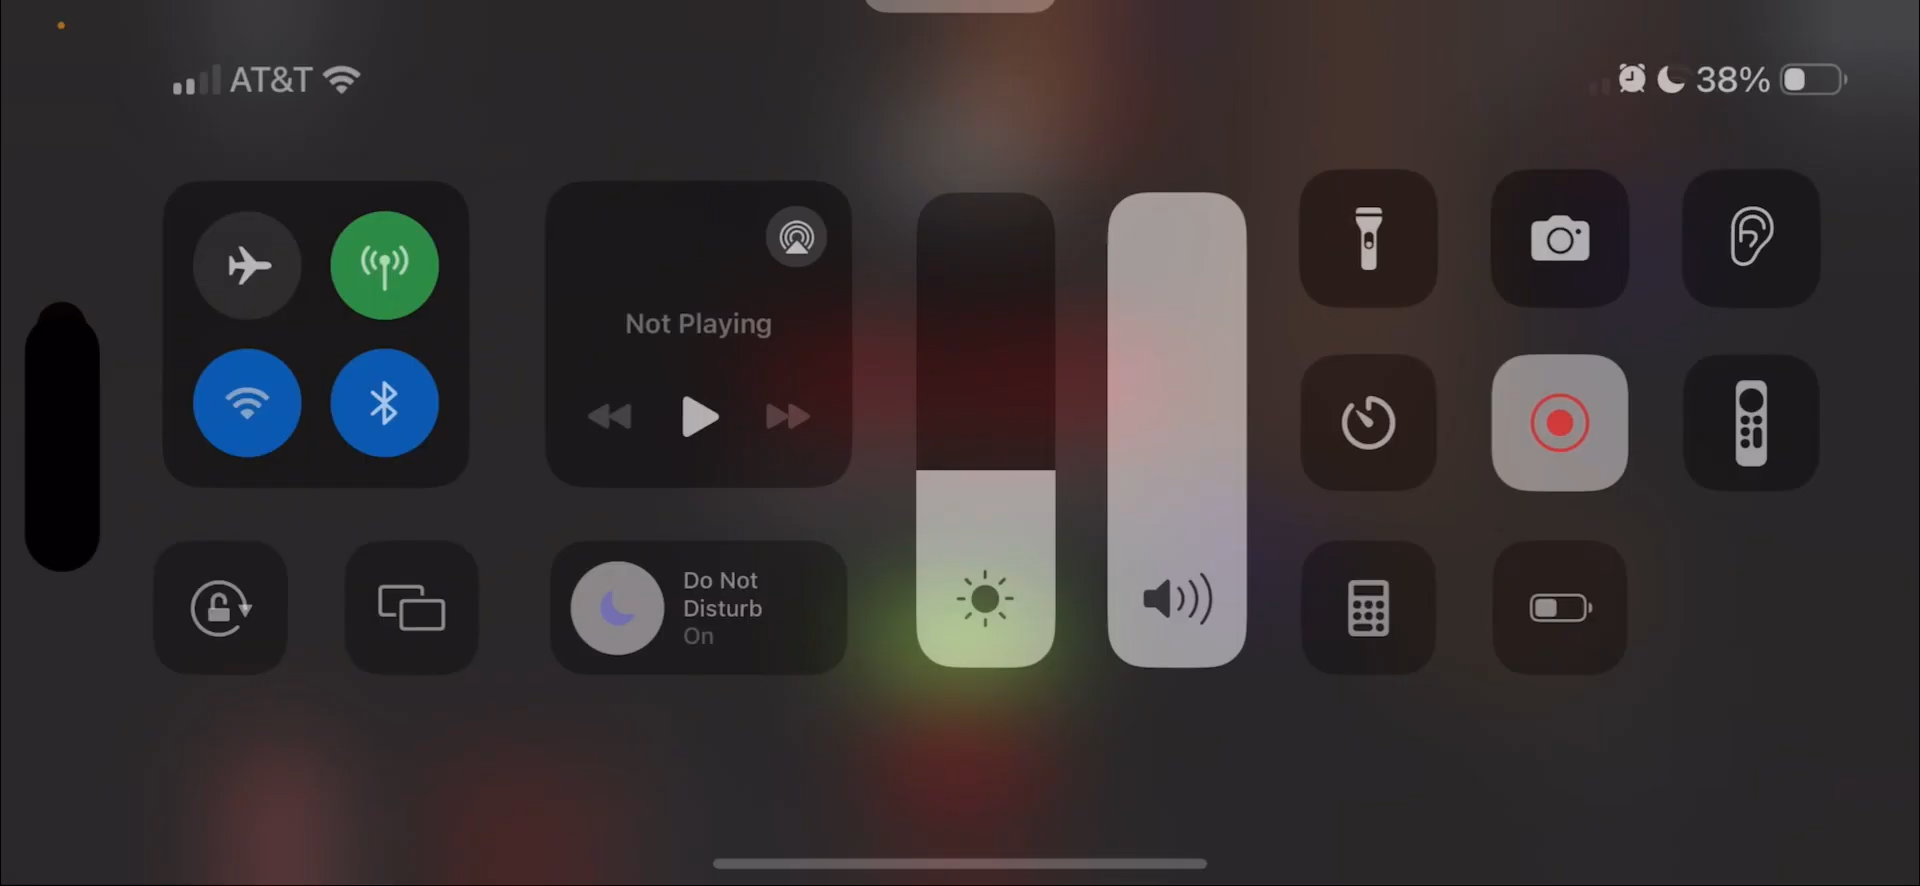 AT&T
38%
Not Playing
Do Not
Disturb
On